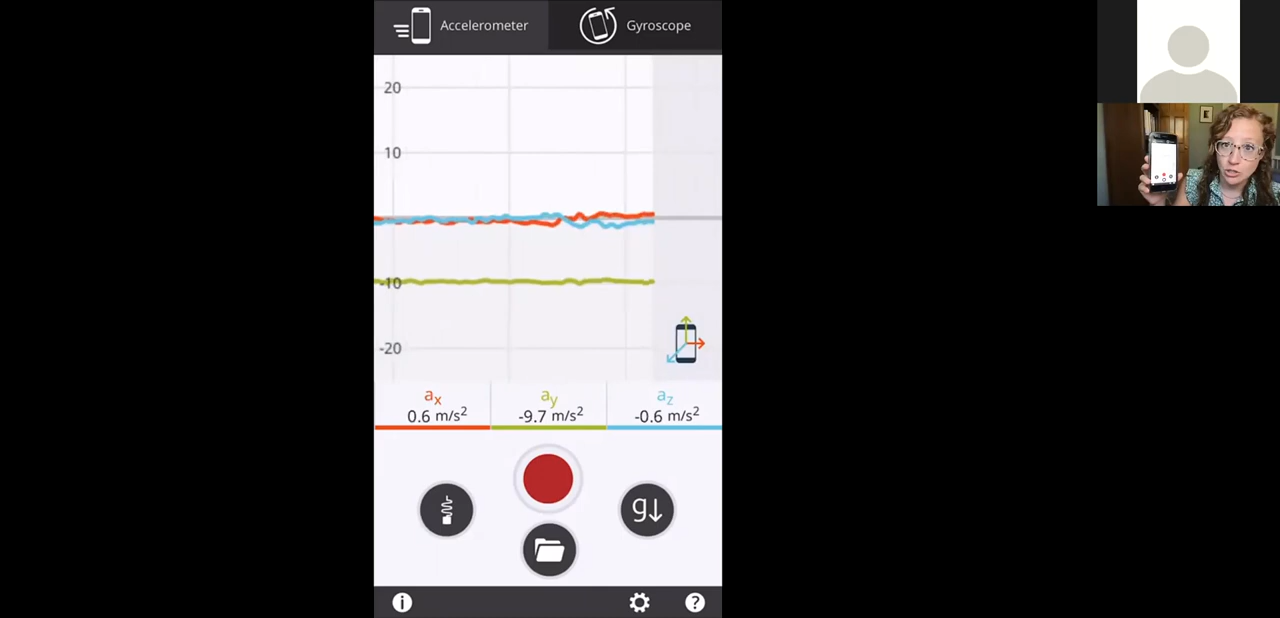 Accelerometer
Gyroscope
20
10
-10
-20
ax
ay
az
0.6 m/s²
-9.7 m/s²
-0.6 m/s²
g↓
i
?